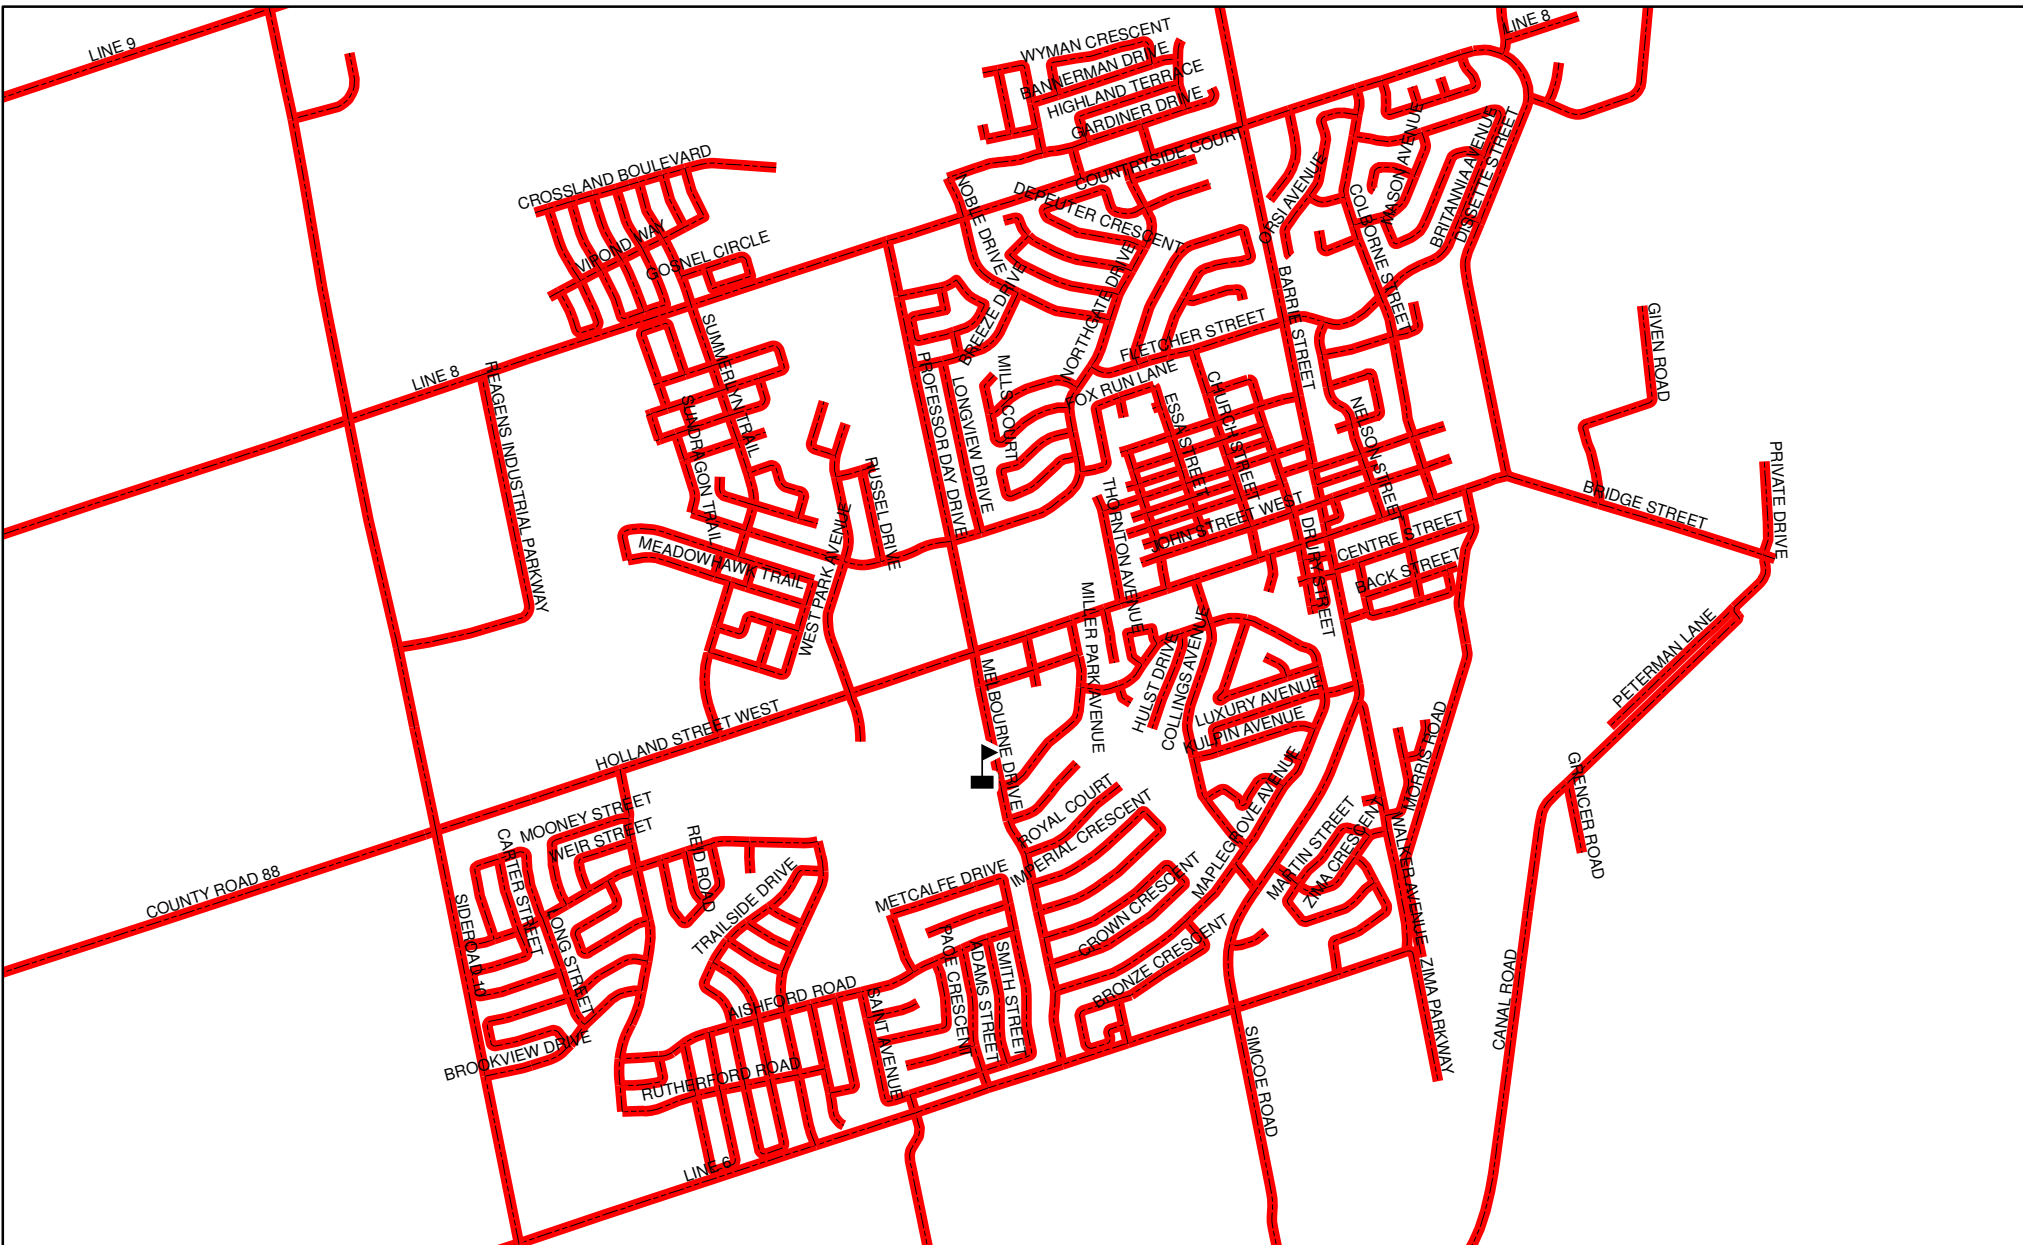 LINE 9
LINE 8
WYMAN CRESCENT
BANNERMAN DRIVE
HIGHLAND TERRACE
GARDINER DRIVE
COUNTRYSIDE COURT
CROSSLAND BOULEVARD
VIPOND WAY
GOSNEL CIRCLE
NOBLE DRIVE
DEPEUTER CRESCENT
ORSI AVENUE
COLBORNE STREET
MASON AVENUE
BRITANNIA AVENUE
DISSETTE STREET
BREEZE DRIVE
NORTHGATE DRIVE
FLETCHER STREET
BARRIE STREET
GIVEN ROAD
LINE 8
REAGENS INDUSTRIAL PARKWAY
SUMMERLYN TRAIL
SUNDRAGON TRAIL
PROFESSOR DAY DRIVE
LONGVIEW DRIVE
MILLS COURT
FOX RUN LANE
ESSA STREET
CHURCH STREET
NELSON STREET
RUSSEL DRIVE
WEST PARK AVENUE
MEADOWHAWK TRAIL
THORNTON AVENUE
JOHN STREET WEST
DRURY STREET
CENTRE STREET
BACK STREET
BRIDGE STREET
PRIVATE DRIVE
PETERMAN LANE
MILLER PARK AVENUE
HULST DRIVE
COLLINGS AVENUE
LUXURY AVENUE
KULPIN AVENUE
MELBOURNE DRIVE
HOLLAND STREET WEST
MORRIS ROAD
GRENCER ROAD
MOONEY STREET
WEIR STREET
CARTER STREET
REID ROAD
ROYAL COURT
IMPERIAL CRESCENT
MAPLEGROVE AVENUE
MARTIN STREET
ZIMA CRESCENT
WALKER AVENUE
COUNTY ROAD 88
SIDEROAD 10
LONG STREET
TRAILSIDE DRIVE
METCALFE DRIVE
CROWN CRESCENT
BRONZE CRESCENT
PACE CRESCENT
ADAMS STREET
SMITH STREET
ZIMA PARKWAY
CANAL ROAD
AISHFORD ROAD
SAINT AVENUE
BROOKVIEW DRIVE
RUTHERFORD ROAD
SIMCOE ROAD
LINE 6